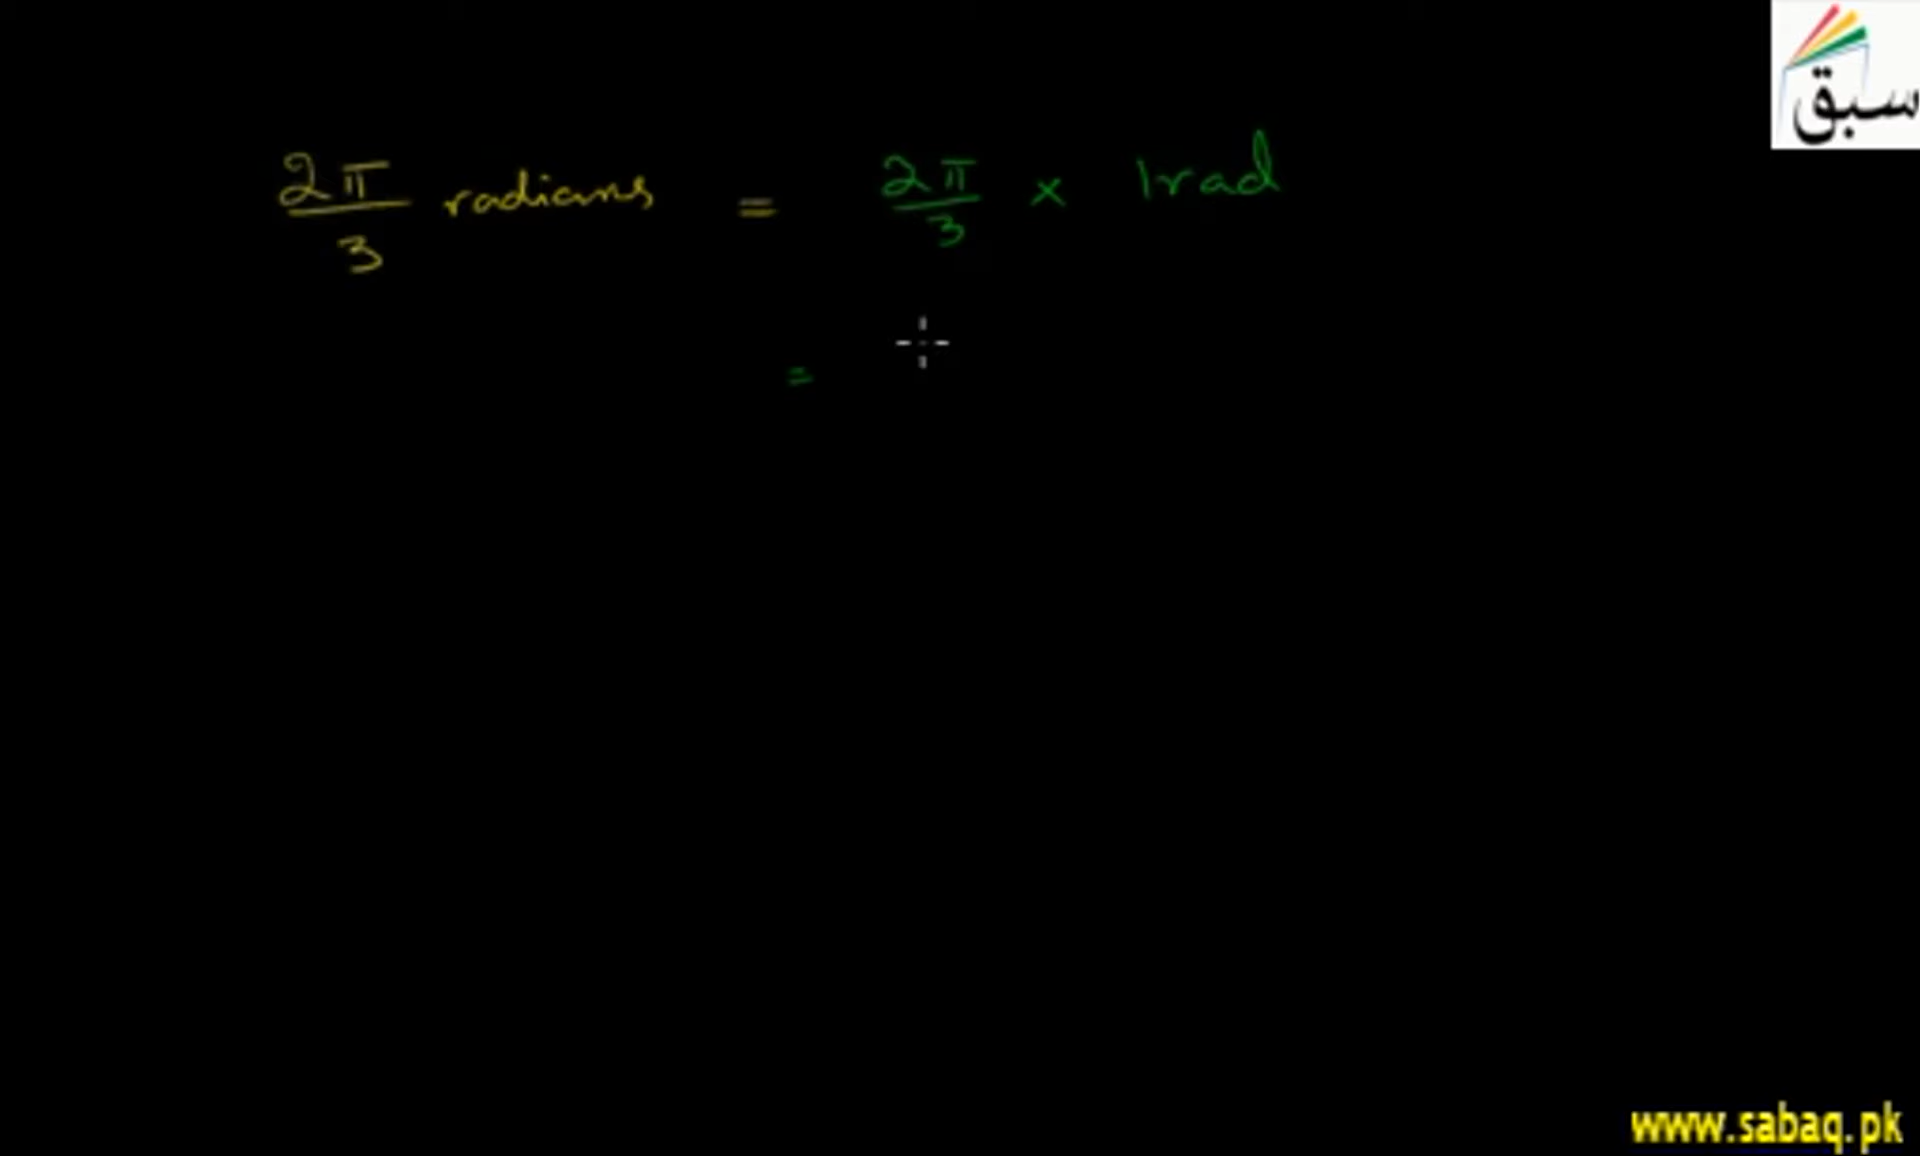 سبق
2π/3 radians = 2π/3 × 1rad
=
www.sabaq.pk